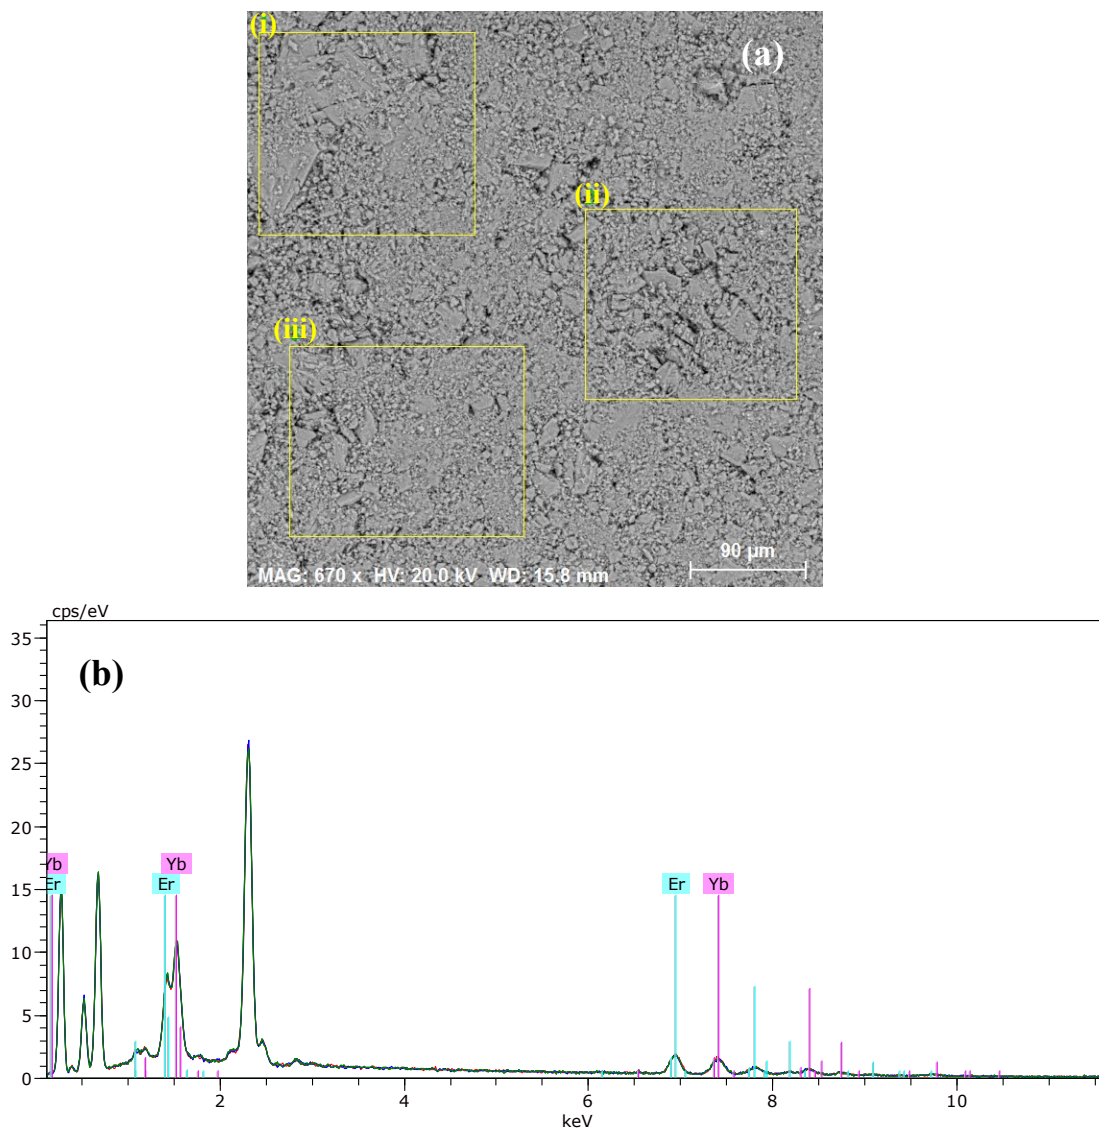 (i)
(a)
(ii)
(iii)
90 µm
MAG: 670 x HV: 20.0 kV WD: 15.8 mm
cps/eV
35
(b)
30
25
20
Yb Yb
Er Er Er Yb
15
10
5
0
2 4 6 8 10
keV